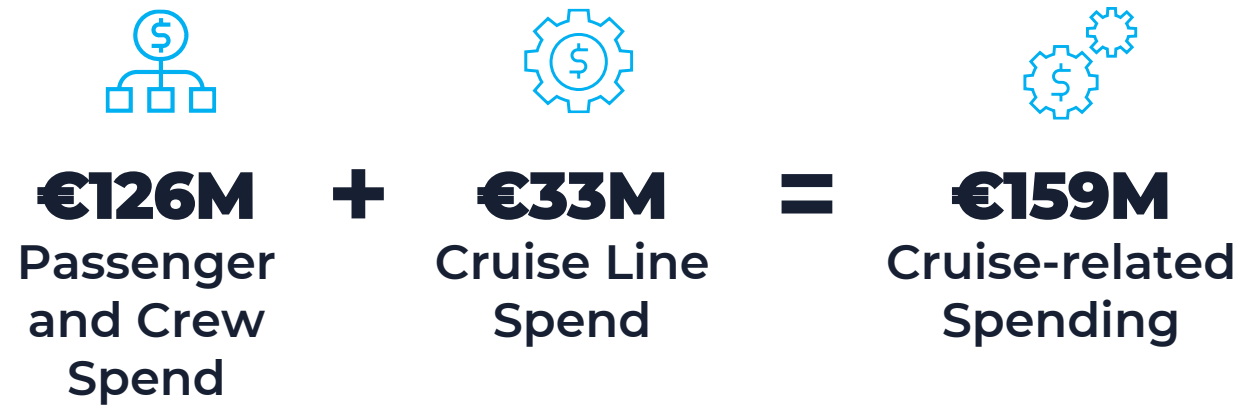 $ $ $
€126M + €33M = €159M
Passenger Cruise Line Cruise-related
and Crew Spend Spending
Spend